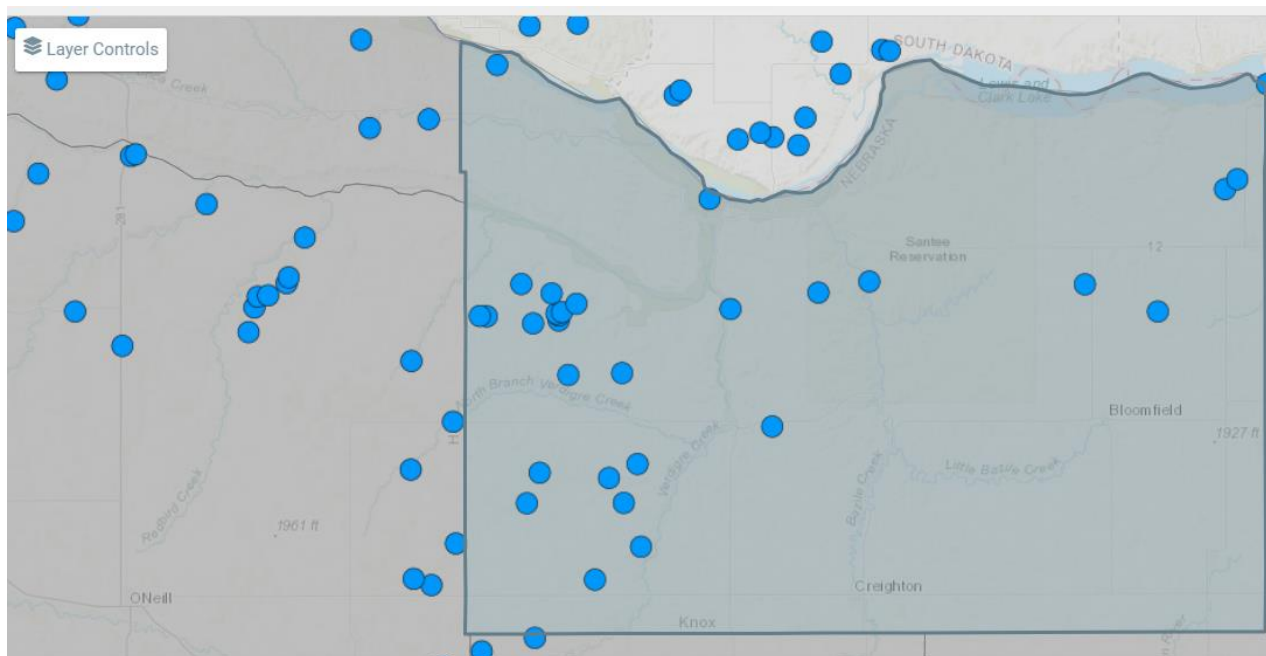 Layer Controls
SOUTH DAKOTA
Lewis and
Clark Lake
Creek
NEBRASKA
281
Santee
Reservation
12
North Branch Verdigre Creek
Bloomfield
1927 ft
H
Verdigre Creek
Little Bazile Creek
Bazile Creek
Redbird Creek
1961 ft
Creighton
ONeill
Knox
River